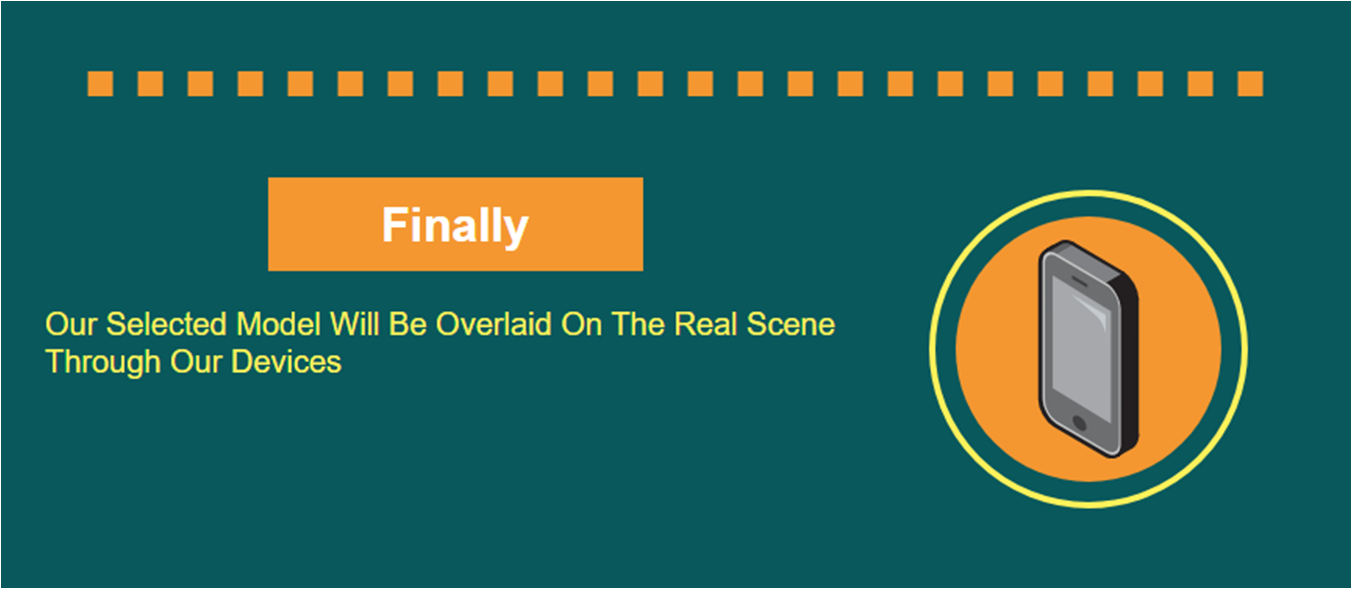 Finally
Our Selected Model Will Be Overlaid On The Real Scene
Through Our Devices